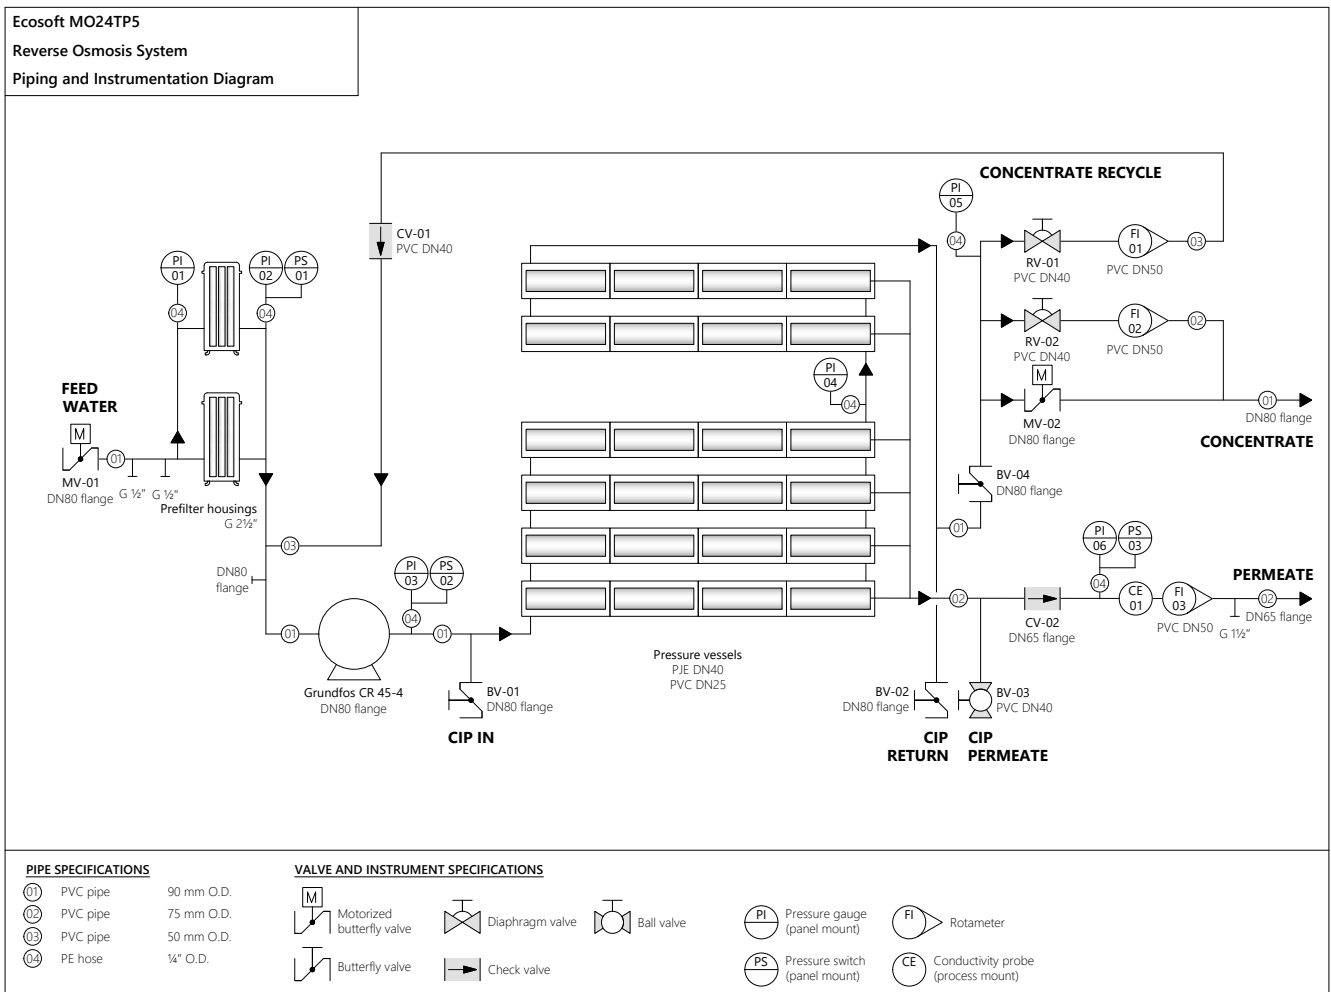 Ecosoft MO24TP5
Reverse Osmosis System
Piping and Instrumentation Diagram
CONCENTRATE RECYCLE
PI
05
04
RV-01
PVC DN40
FI
01
PVC DN50
03
CV-01
PVC DN40
PI
01
PI
02
PS
01
04
04
RV-02
PVC DN40
FI
02
PVC DN50
02
PI
04
04
M
MV-02
DN80 flange
01
DN80 flange
CONCENTRATE
FEED
WATER
M
01
MV-01
DN80 flange
G ½"
G ½"
Prefilter housings
G 2½"
BV-04
DN80 flange
01
03
DN80
flange
PI
03
PS
02
04
01
01
Grundfos CR 45-4
DN80 flange
BV-01
DN80 flange
CIP IN
Pressure vessels
PJE DN40
PVC DN25
02
CV-02
DN65 flange
PI
06
PS
03
04
CE
01
FI
03
PVC DN50
G 1½"
PERMEATE
02
DN65 flange
BV-02
DN80 flange
CIP
RETURN
BV-03
PVC DN40
CIP
PERMEATE
PIPE SPECIFICATIONS
01 PVC pipe 90 mm O.D.
02 PVC pipe 75 mm O.D.
03 PVC pipe 50 mm O.D.
04 PE hose ¼" O.D.
VALVE AND INSTRUMENT SPECIFICATIONS
M
Motorized
butterfly valve
Diaphragm valve
Ball valve
Butterfly valve
Check valve
PI
Pressure gauge
(panel mount)
FI
Rotameter
PS
Pressure switch
(panel mount)
CE
Conductivity probe
(process mount)